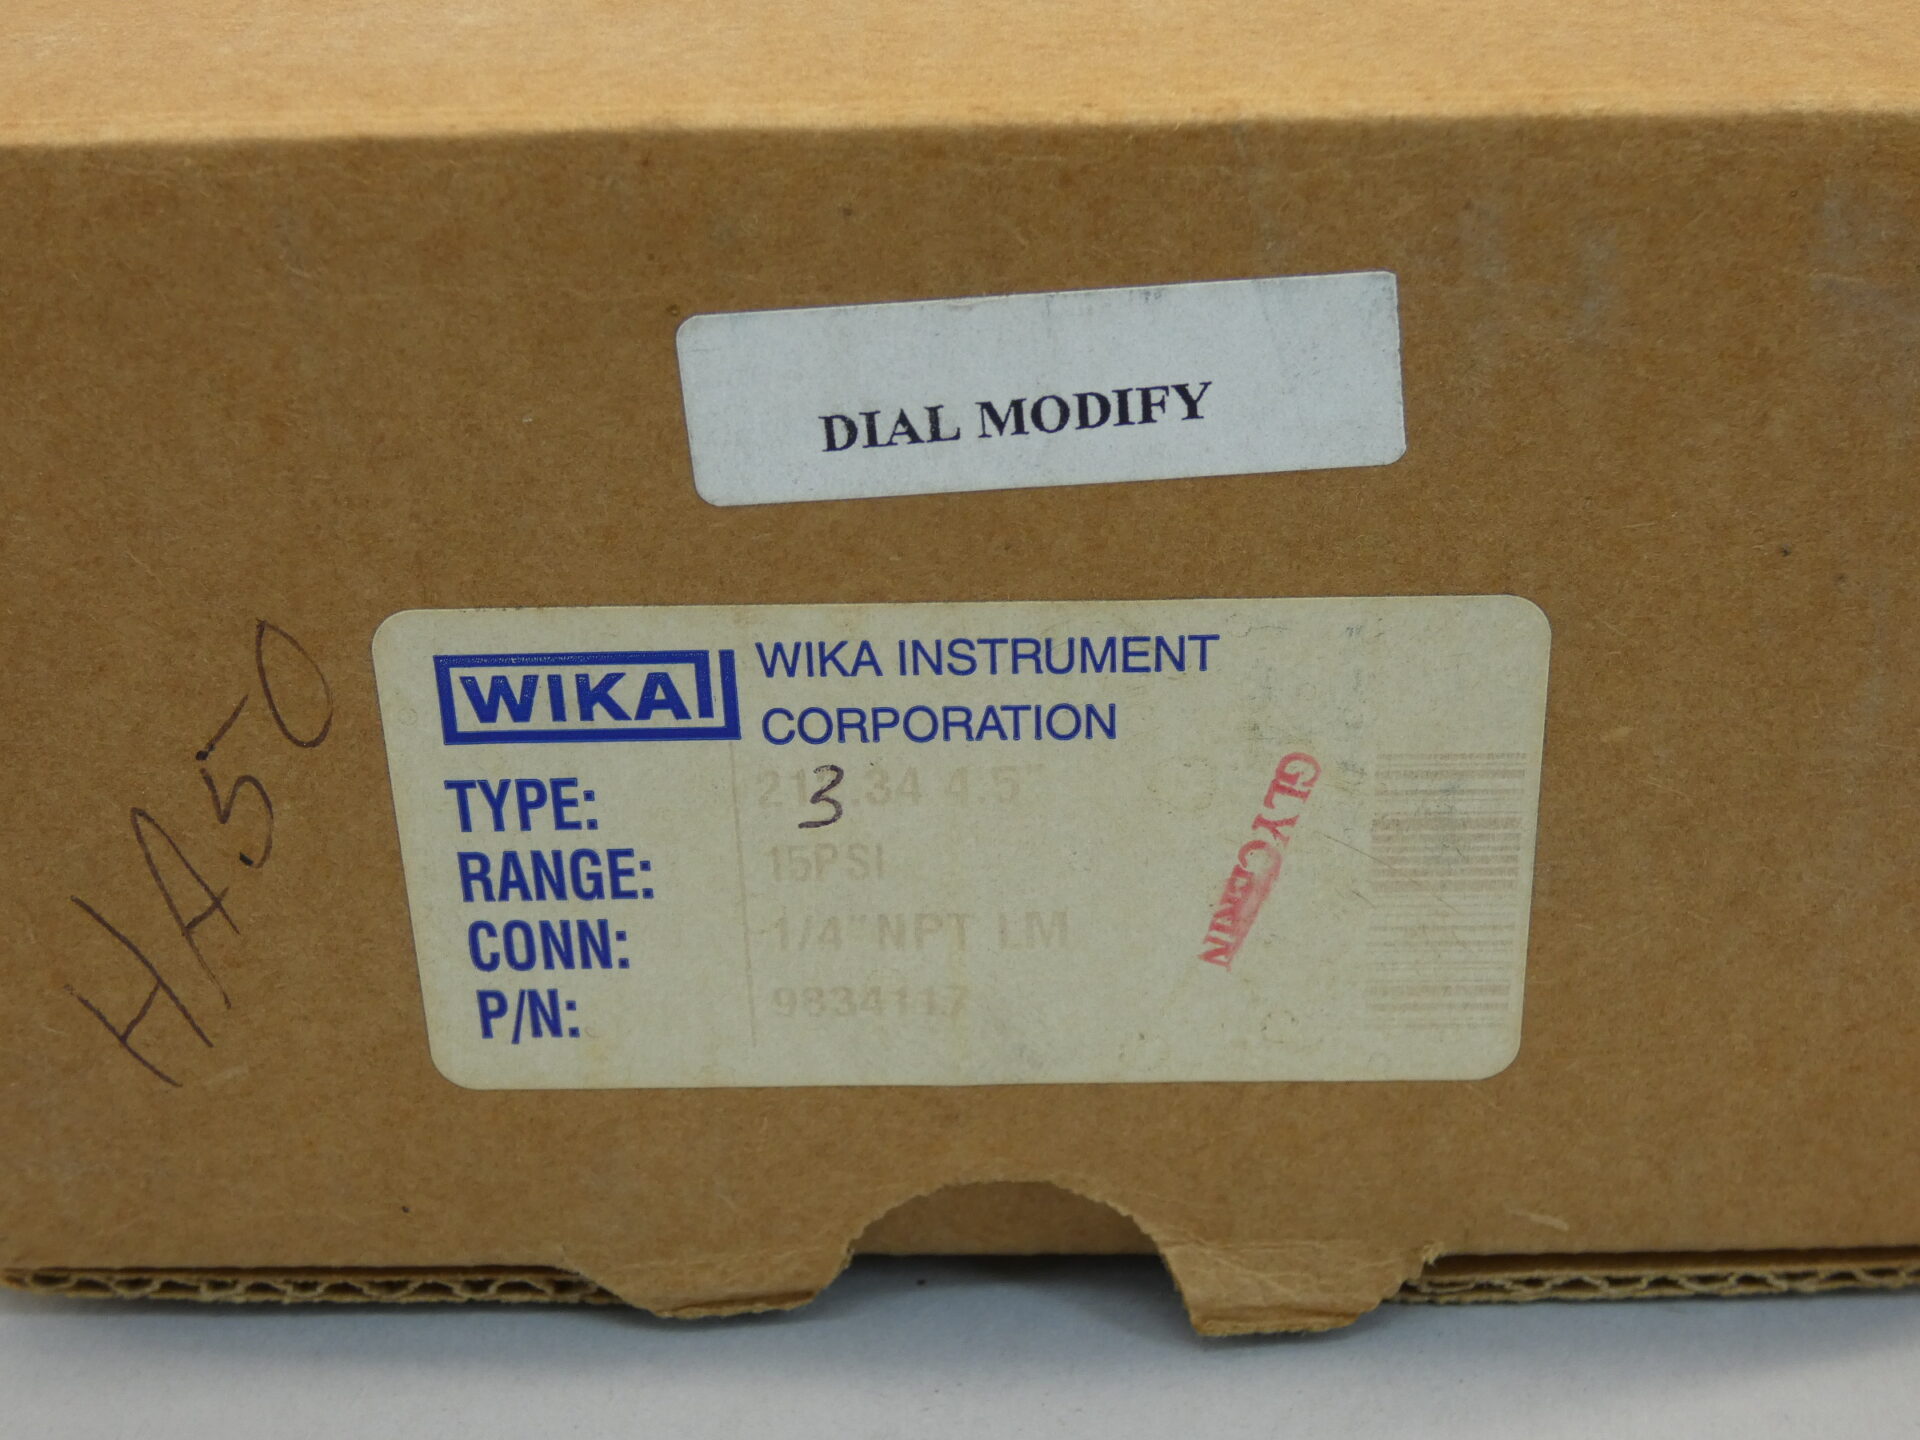 DIAL MODIFY
HA50
WIKA
WIKA INSTRUMENT
CORPORATION
TYPE: 213.34 4.5"
RANGE: 15PSI
CONN: 1/4"NPT LM
P/N: 9834117
GLYCERIN